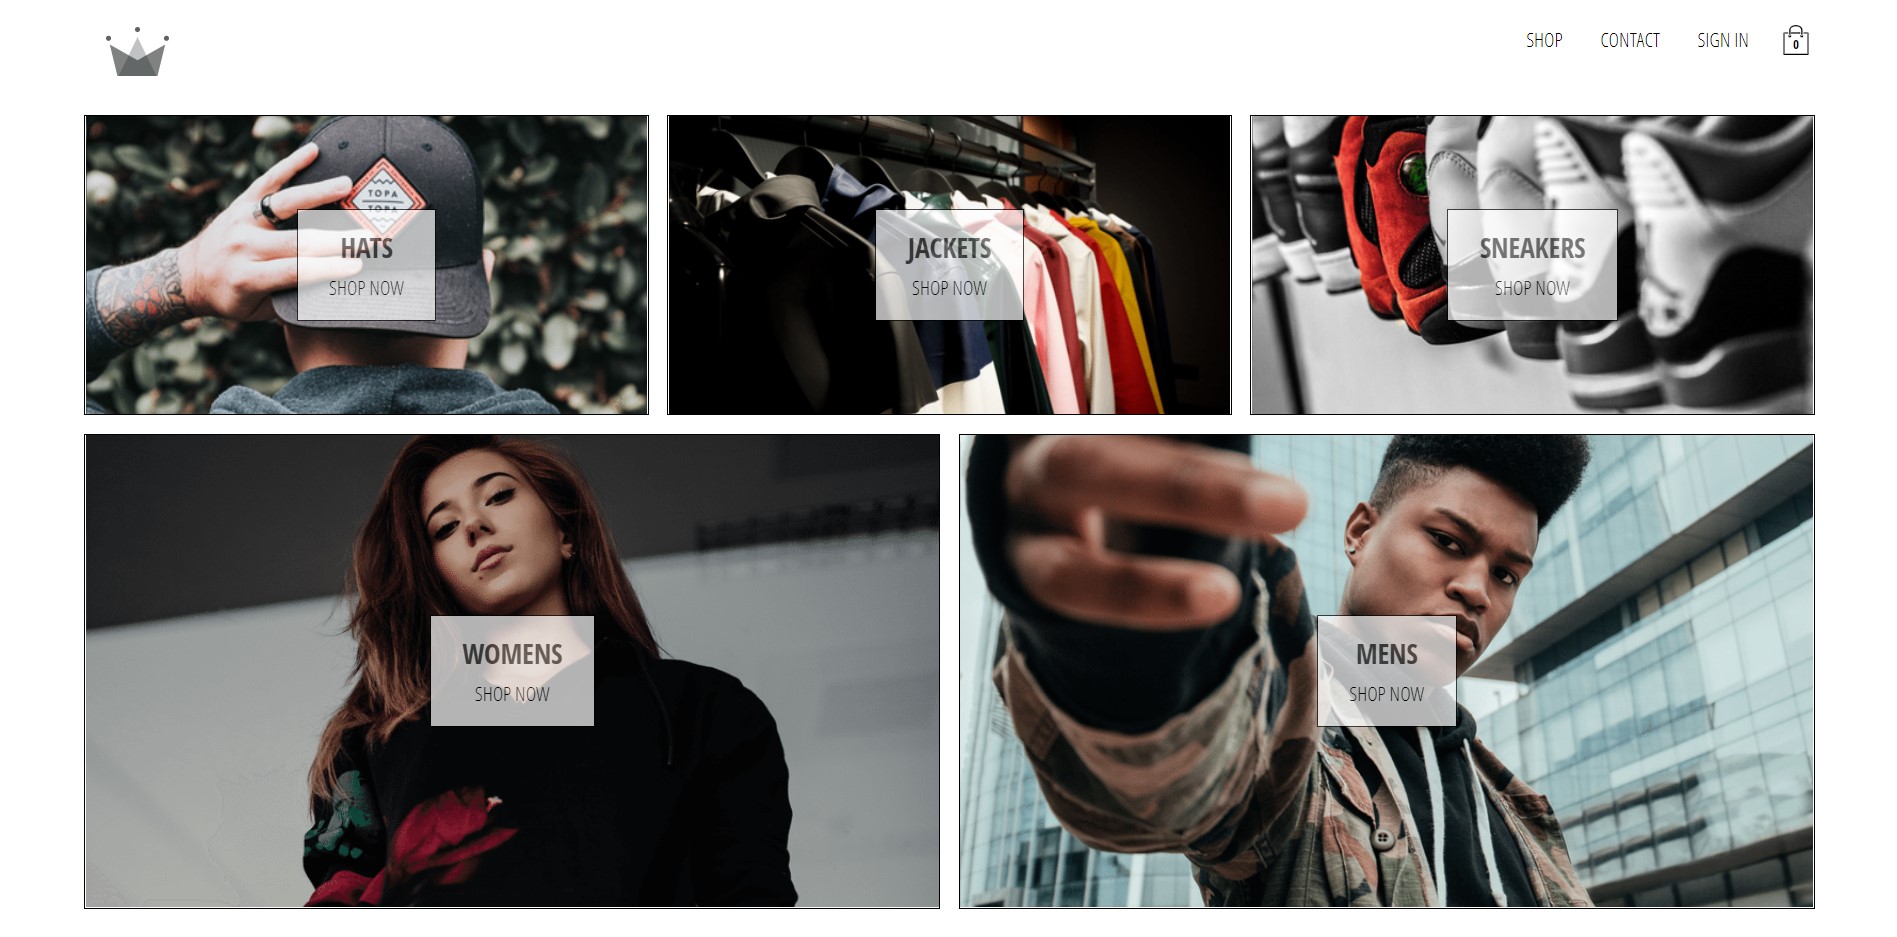 SHOP
CONTACT
SIGN IN
0
TOPA
TOPA
HATS
SHOP NOW
JACKETS
SHOP NOW
SNEAKERS
SHOP NOW
WOMENS
SHOP NOW
MENS
SHOP NOW